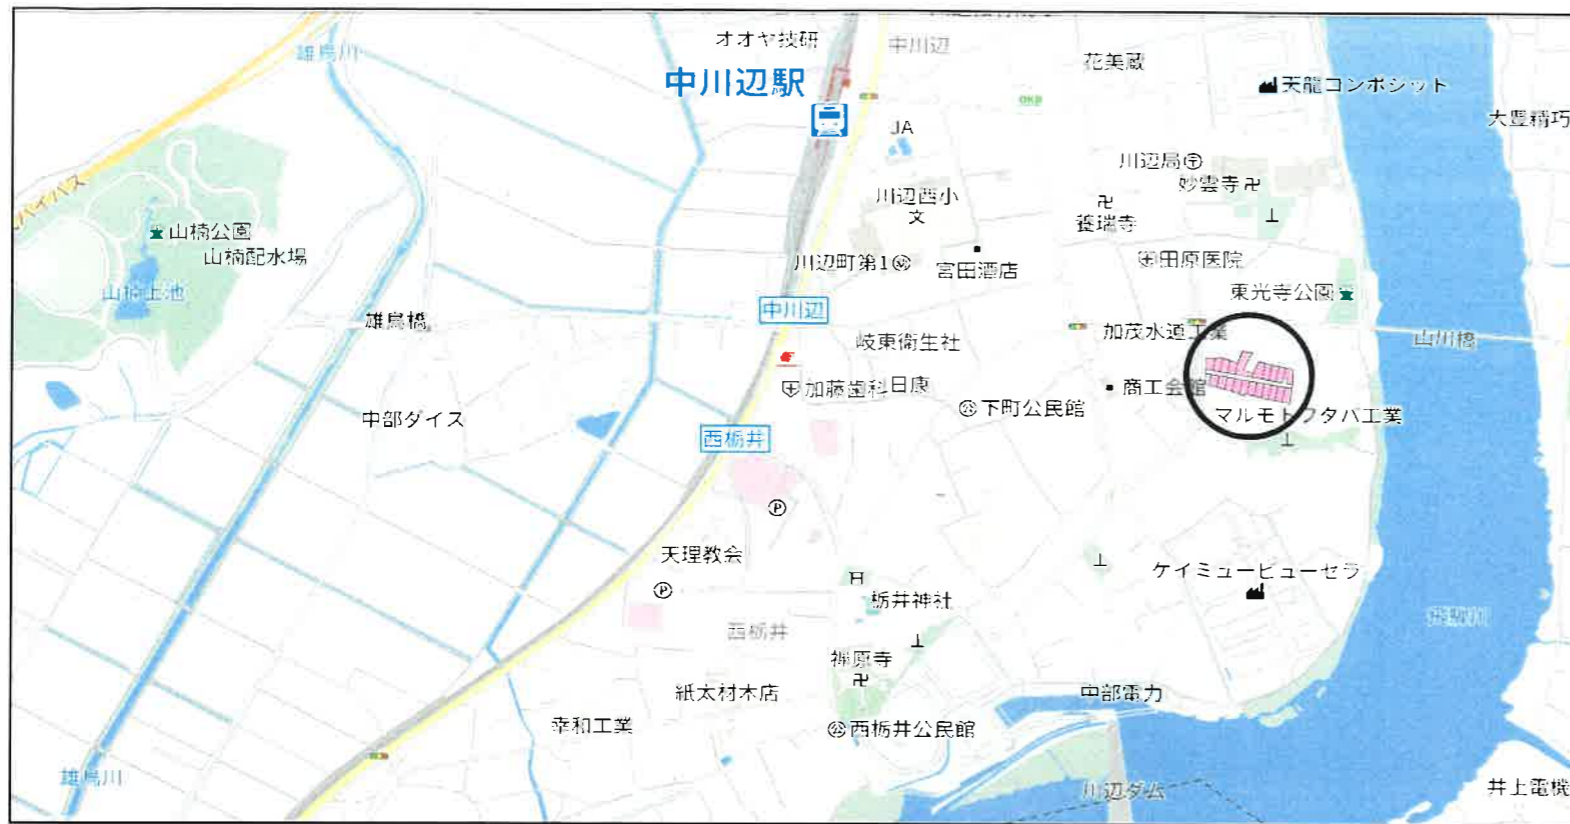 オオヤ技研
中川辺
雄鳥川
中川辺駅
花美蔵
天龍コンポジット
大豊精巧
OKB
JA
川辺局
妙雲寺
バイパス
川辺西小
文
養瑞寺
山楠公園
山楠配水場
川辺町第1
宮田酒店
田原医院
東光寺公園
山楠上池
中川辺
雄鳥橋
岐東衛生社
加茂水道工業
山川橋
加藤歯科
日康
商工会館
下町公民館
マルモトフタバ工業
中部ダイス
西栃井
P
天理教会
P
ケイミューピューセラ
栃井神社
西栃井
飛騨川
禅原寺
紙太材木店
中部電力
幸和工業
西栃井公民館
雄鳥川
川辺ダム
井上電機